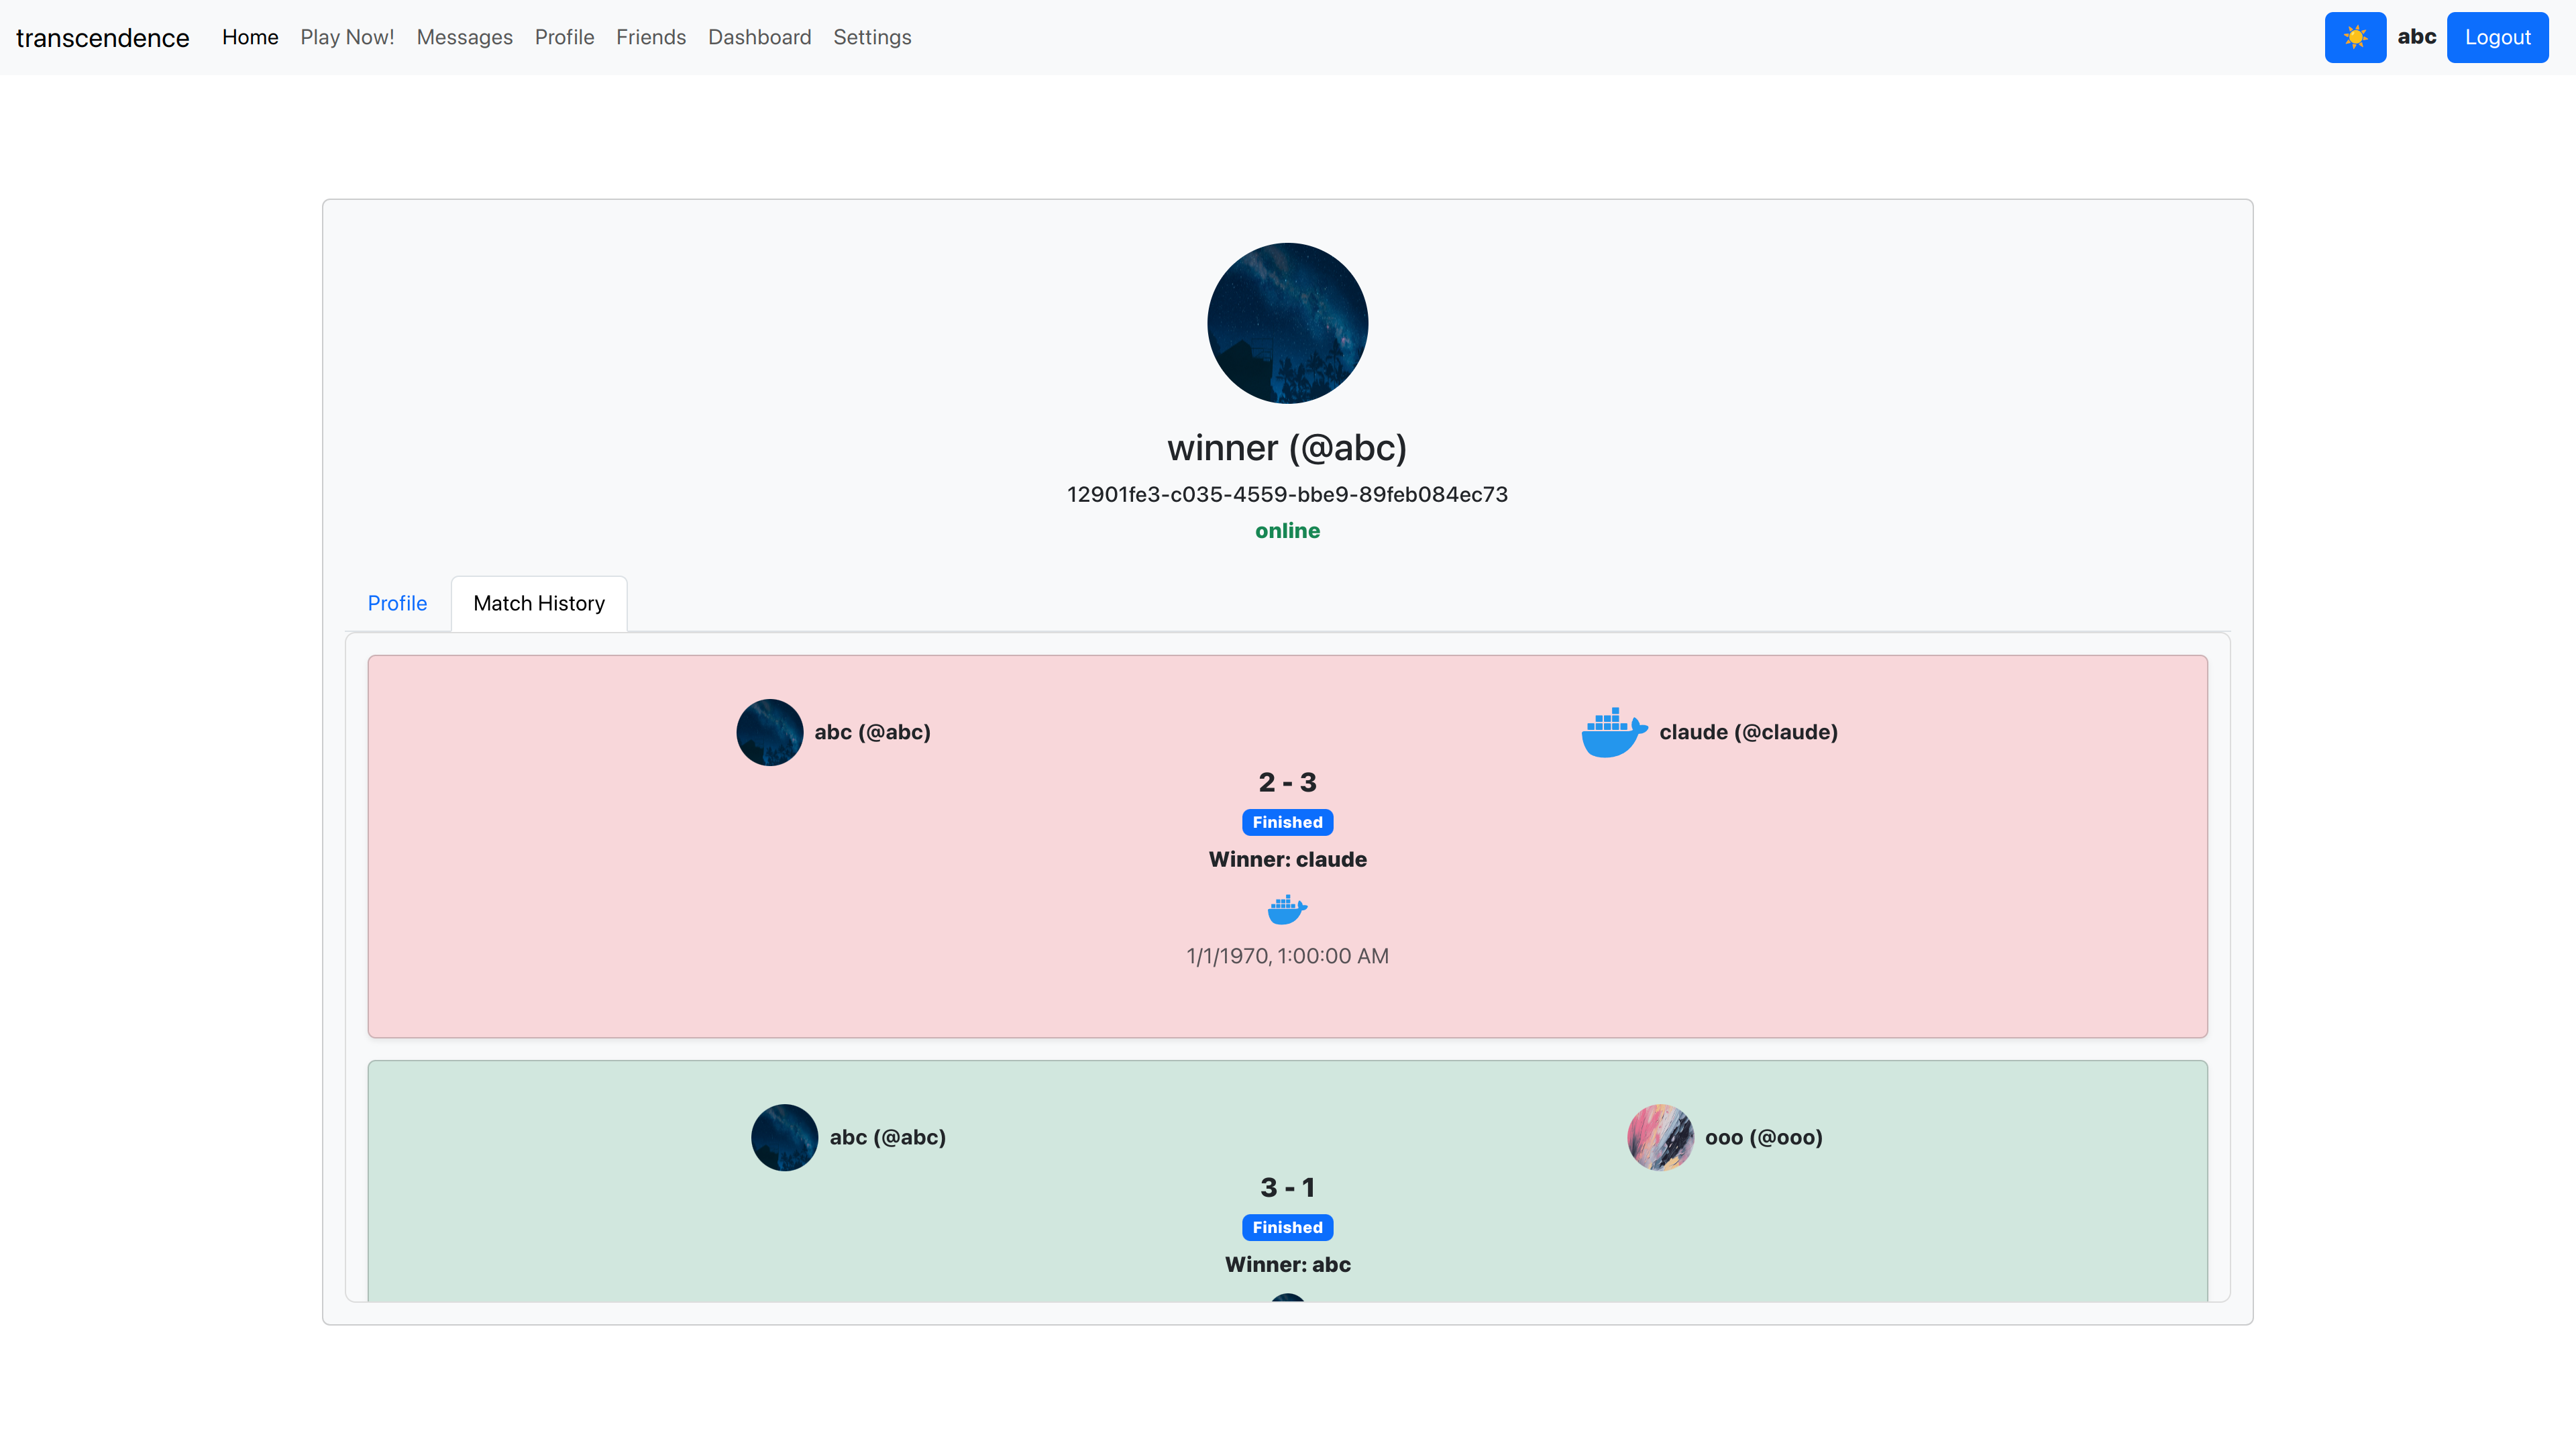 transcendence Home Play Now! Messages Profile Friends Dashboard Settings abc Logout
winner (@abc)
12901fe3-c035-4559-bbe9-89feb084ec73
online
Profile Match History
abc (@abc) claude (@claude)
2 - 3
Finished
Winner: claude
1/1/1970, 1:00:00 AM
abc (@abc) ooo (@ooo)
3 - 1
Finished
Winner: abc